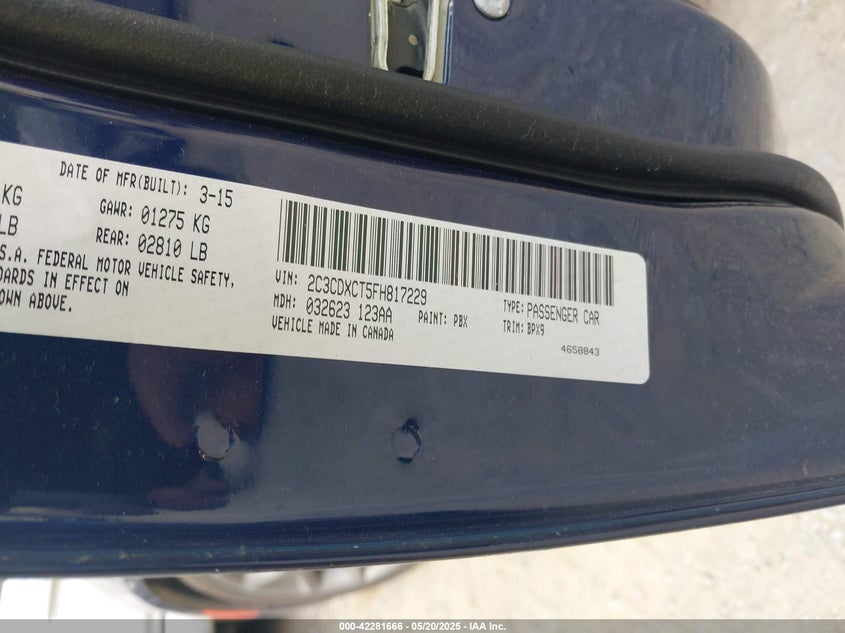 DATE OF MFR(BUILT): 3-15
KG GAWR: 01275 KG
LB REAR: 02810 LB
S.A. FEDERAL MOTOR VEHICLE SAFETY,
DARDS IN EFFECT ON
OWN ABOVE.
VIN: 2C3CDXCT5FH817229
MDH: 032623 123AA PAINT: PBX
VEHICLE MADE IN CANADA
TYPE: PASSENGER CAR
TRIM: BPX9
4658843
000-42281666 - 05/20/2025 - IAA Inc.